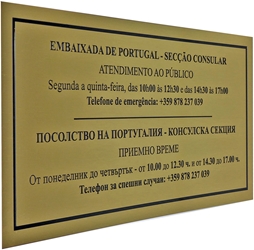 EMBAIXADA DE PORTUGAL - SECÇÃO CONSULAR
ATENDIMENTO AO PÚBLICO
Segunda a quinta-feira, das 10h00 às 12h30 e das 14h30 às 17h00
Telefone de emergência: +359 878 237 039
ПОСОЛСТВО НА ПОРТУГАЛИЯ - КОНСУЛСКА СЕКЦИЯ
ПРИЕМНО ВРЕМЕ
От понеделник до четвъртък - от 10.00 до 12.30 ч. и от 14.30 до 17.00 ч.
Телефон за спешни случаи: +359 878 237 039